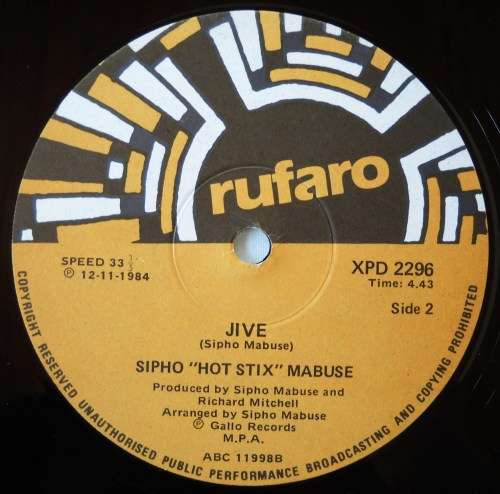 rufaro
SPEED 33 1/3
℗ 12-11-1984
XPD 2296
Time: 4.43
Side 2
JIVE
(Sipho Mabuse)
SIPHO "HOT STIX" MABUSE
Produced by Sipho Mabuse and
Richard Mitchell
Arranged by Sipho Mabuse
℗ Gallo Records
M.P.A.
ABC 11998B
COPYRIGHT RESERVED UNAUTHORISED PUBLIC PERFORMANCE BROADCASTING AND COPYING PROHIBITED